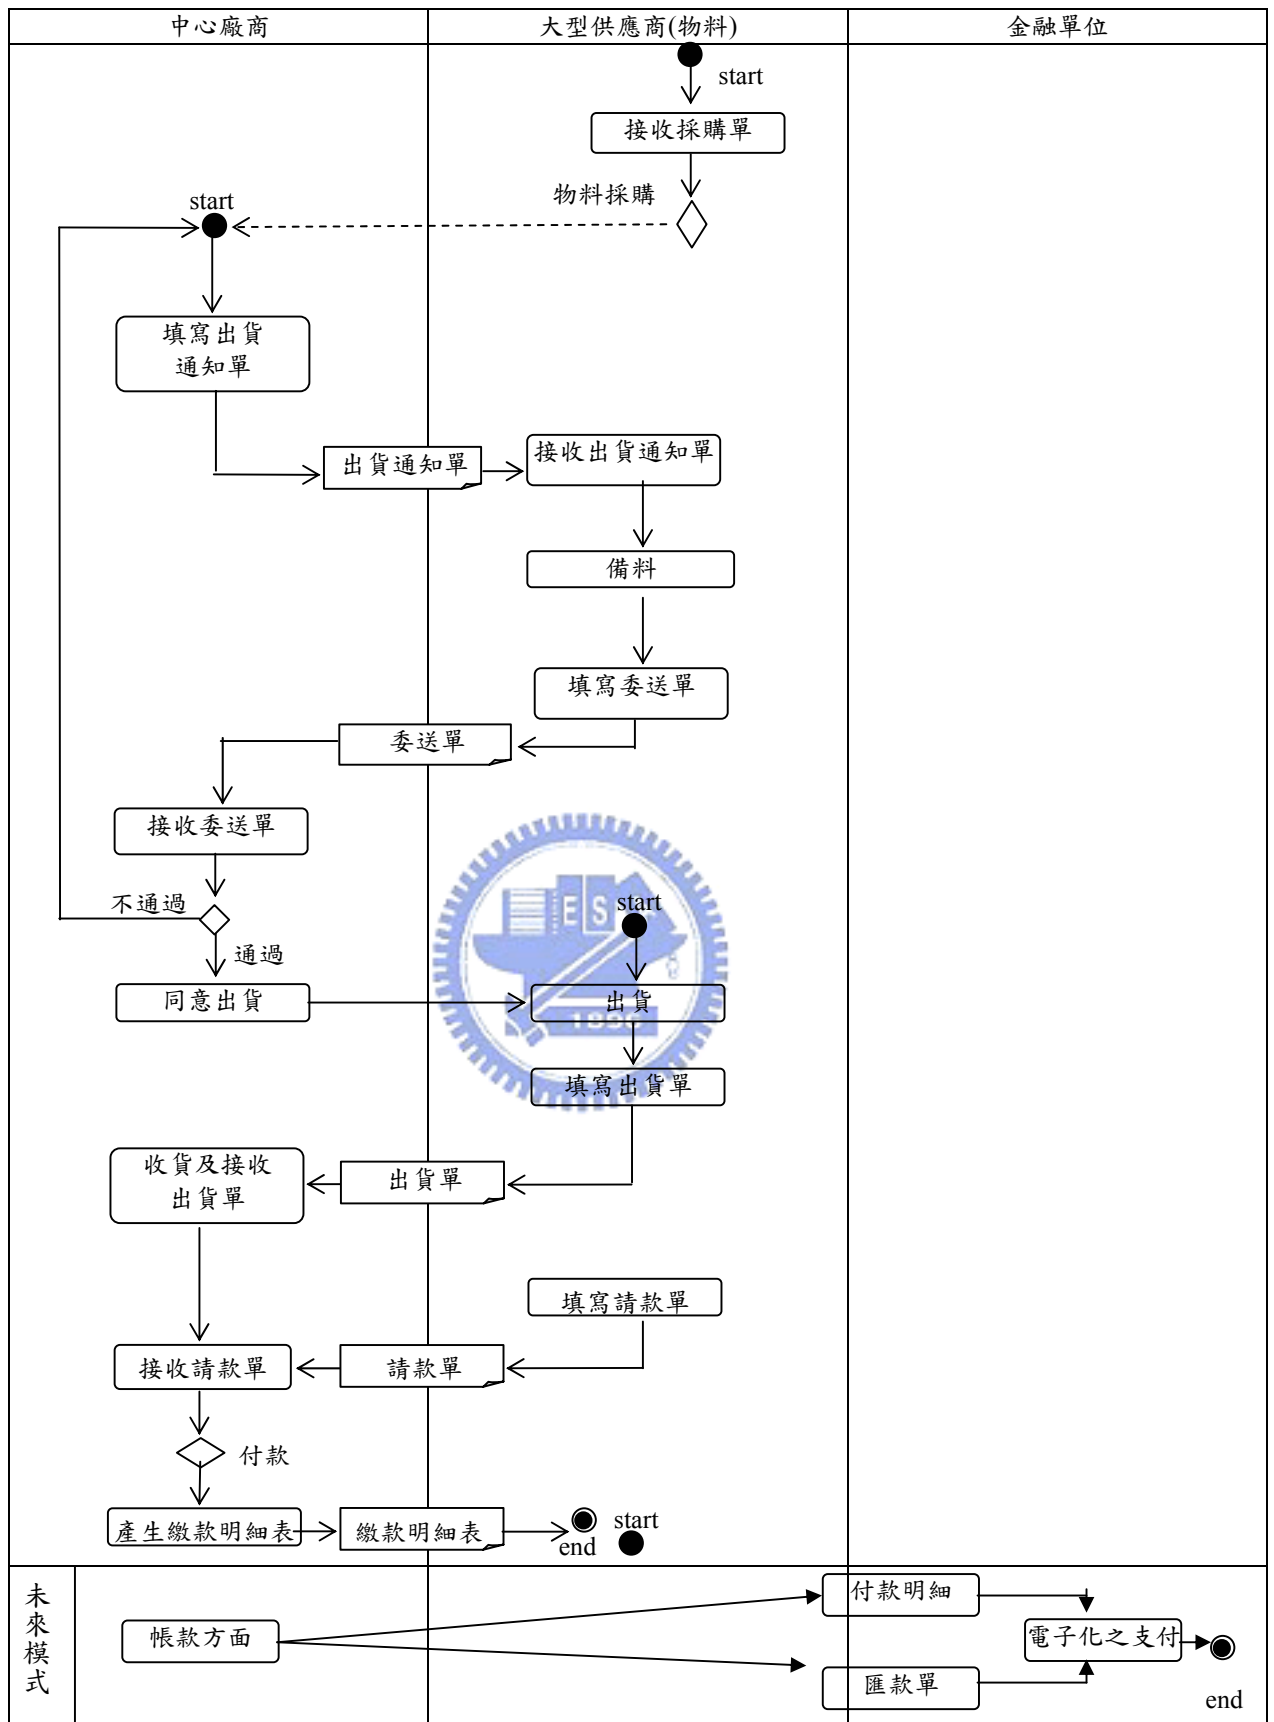 中心廠商
大型供應商(物料)
金融單位
start
接收採購單
物料採購
start
填寫出貨
通知單
出貨通知單
接收出貨通知單
備料
填寫委送單
委送單
接收委送單
不通過
通過
ES
start
同意出貨
出貨
1896
填寫出貨單
收貨及接收
出貨單
出貨單
填寫請款單
接收請款單
請款單
付款
產生繳款明細表
繳款明細表
end
start
未來模式
帳款方面
付款明細
匯款單
電子化之支付
end